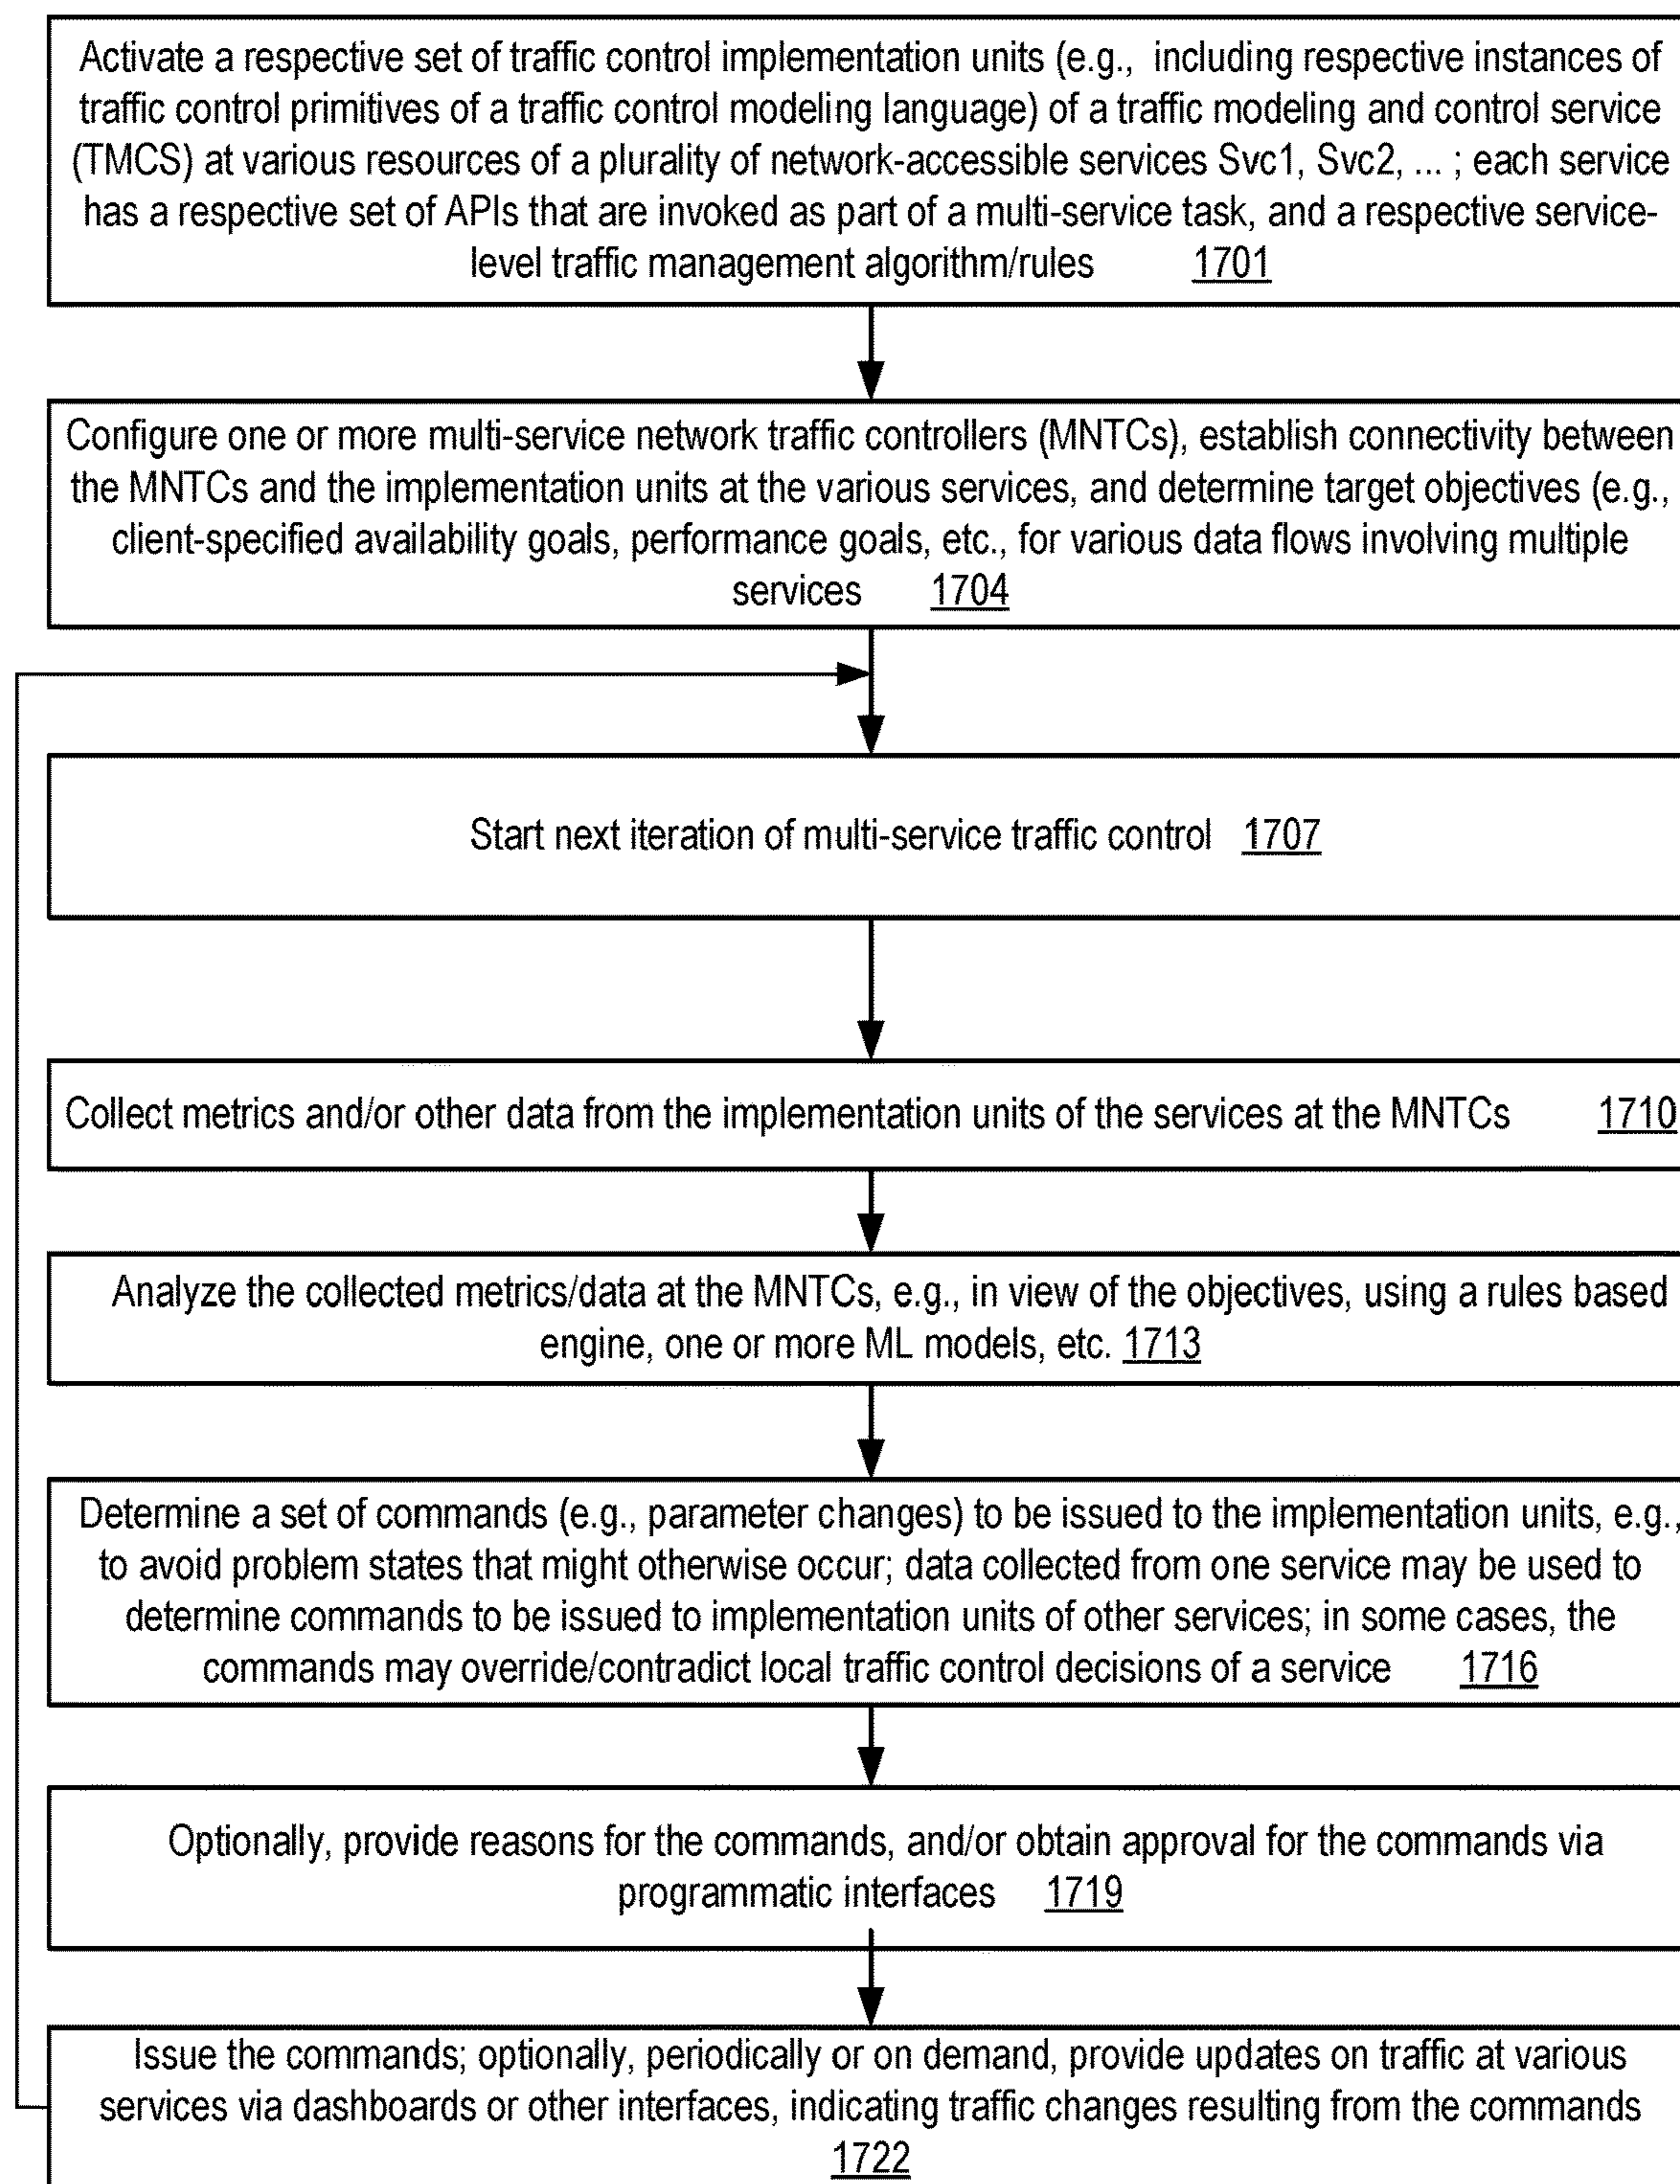 Activate a respective set of traffic control implementation units (e.g., including respective instances of
traffic control primitives of a traffic control modeling language) of a traffic modeling and control service
(TMCS) at various resources of a plurality of network-accessible services Svc1, Svc2, ... ; each service
has a respective set of APIs that are invoked as part of a multi-service task, and a respective service-
level traffic management algorithm/rules 1701
Configure one or more multi-service network traffic controllers (MNTCs), establish connectivity between
the MNTCs and the implementation units at the various services, and determine target objectives (e.g.,
client-specified availability goals, performance goals, etc., for various data flows involving multiple
services 1704
Start next iteration of multi-service traffic control 1707
Collect metrics and/or other data from the implementation units of the services at the MNTCs 1710
Analyze the collected metrics/data at the MNTCs, e.g., in view of the objectives, using a rules based
engine, one or more ML models, etc. 1713
Determine a set of commands (e.g., parameter changes) to be issued to the implementation units, e.g.,
to avoid problem states that might otherwise occur; data collected from one service may be used to
determine commands to be issued to implementation units of other services; in some cases, the
commands may override/contradict local traffic control decisions of a service 1716
Optionally, provide reasons for the commands, and/or obtain approval for the commands via
programmatic interfaces 1719
Issue the commands; optionally, periodically or on demand, provide updates on traffic at various
services via dashboards or other interfaces, indicating traffic changes resulting from the commands
1722